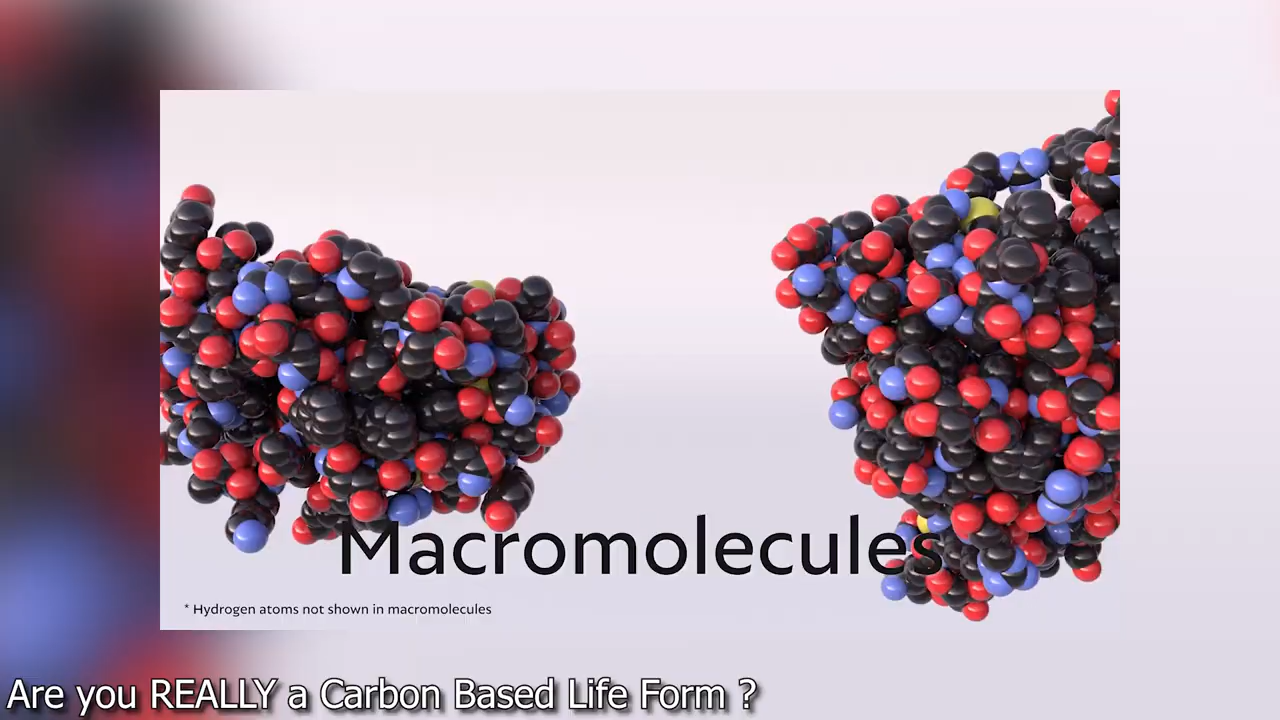 Macromolecules
* Hydrogen atoms not shown in macromolecules
Are you REALLY a Carbon Based Life Form ?